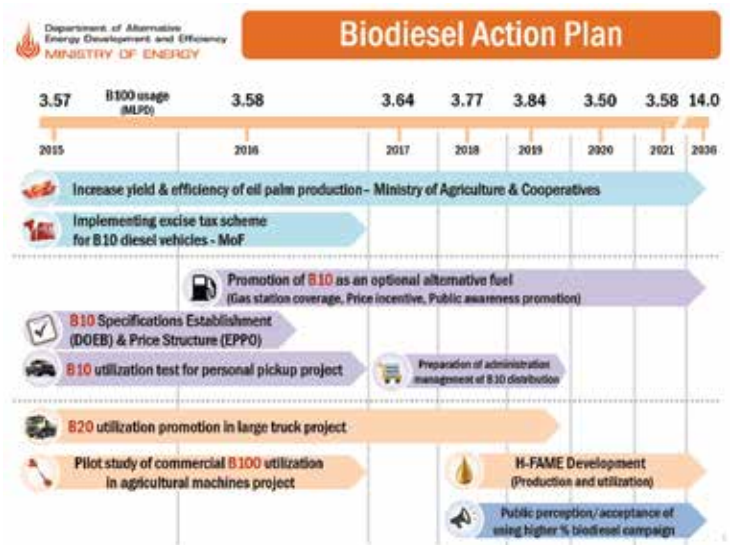 Department of Alternative
Energy Development and Efficiency
MINISTRY OF ENERGY
Biodiesel Action Plan
3.57 B100 usage 3.58 3.64 3.77 3.84 3.50 3.58 14.0
(MLPD)
2015 2016 2017 2018 2019 2020 2021 2036
Increase yield & efficiency of oil palm production - Ministry of Agriculture & Cooperatives
Implementing excise tax scheme
for B10 diesel vehicles - MoF
Promotion of B10 as an optional alternative fuel
(Gas station coverage, Price incentive, Public awareness promotion)
B10 Specifications Establishment
(DOEB) & Price Structure (EPPO)
B10 utilization test for personal pickup project
Preparation of administration
management of B10 distribution
B20 utilization promotion in large truck project
Pilot study of commercial B100 utilization
in agricultural machines project
H-FAME Development
(Production and utilization)
Public perception/acceptance of
using higher % biodiesel campaign